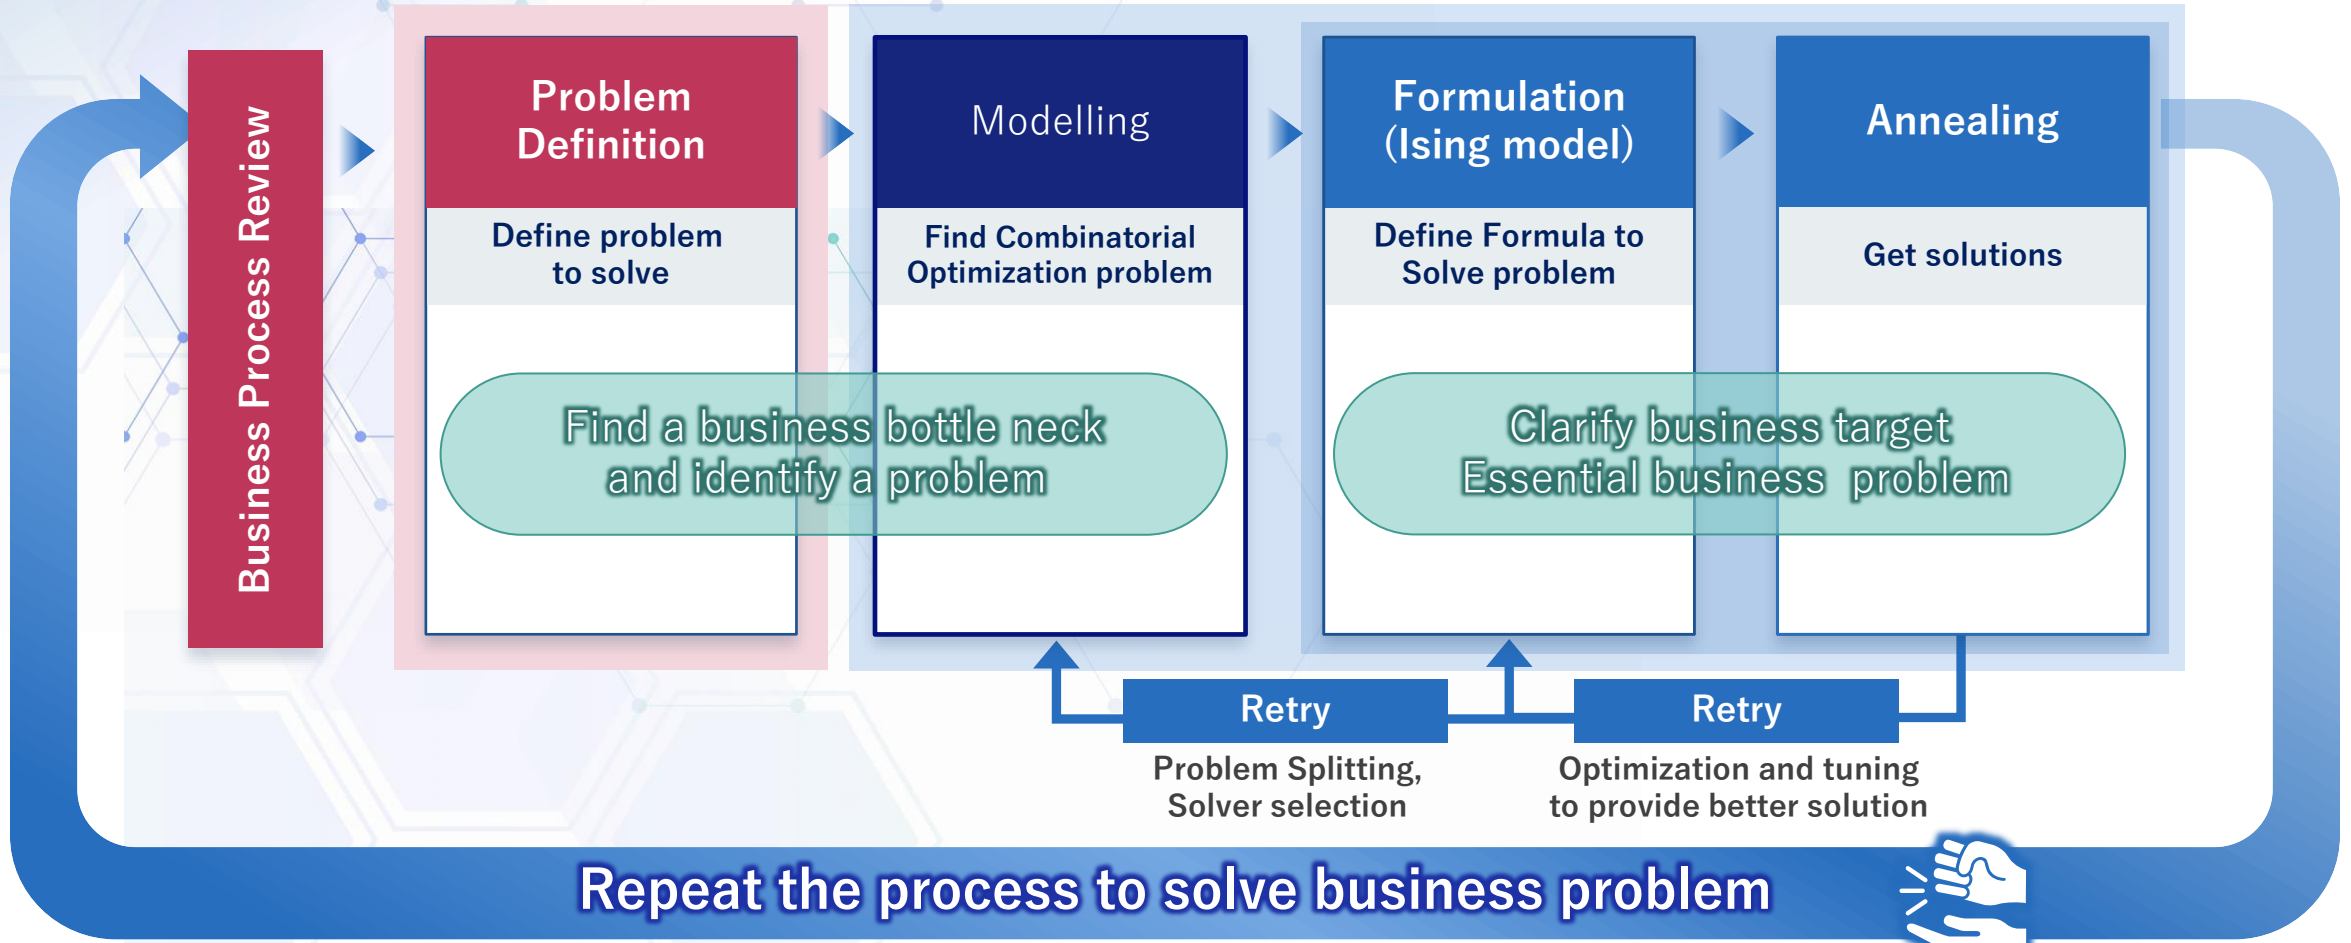 Business Process Review
Problem
Definition
Define problem
to solve
Modelling
Find Combinatorial
Optimization problem
Formulation
(Ising model)
Define Formula to
Solve problem
Annealing
Get solutions
Find a business bottle neck
and identify a problem
Clarify business target
Essential business problem
Retry
Problem Splitting,
Solver selection
Retry
Optimization and tuning
to provide better solution
Repeat the process to solve business problem